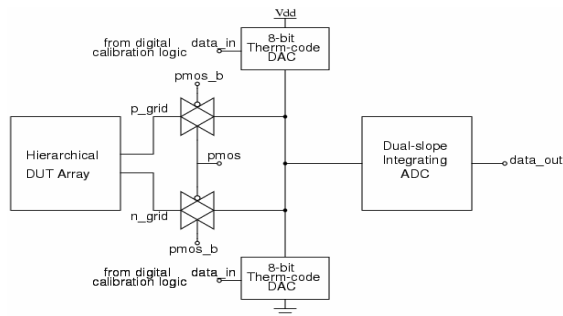 Vdd
from digital
calibration logic
data_in
8-bit
Therm-code
DAC
pmos_b
p_grid
Hierarchical
DUT Array
pmos
Dual-slope
Integrating
ADC
data_out
n_grid
pmos_b
from digital
calibration logic
data_in
8-bit
Therm-code
DAC